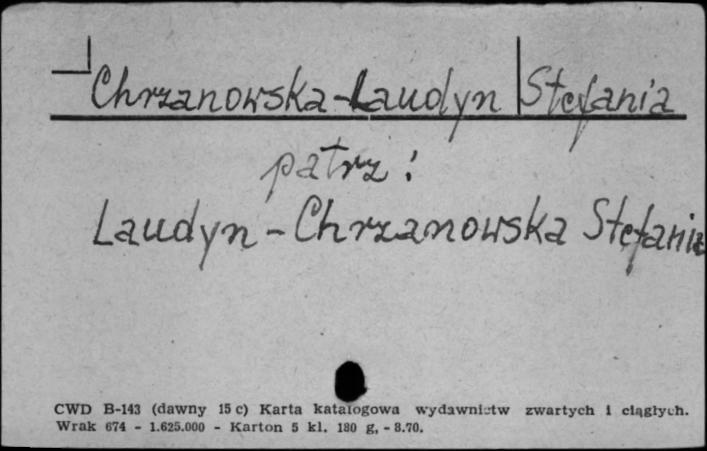 Chrzanowska-Laudyn Stefania
patrz:
Laudyn-Chrzanowska Stefania
CWD B-143 (dawny 15 c) Karta katalogowa wydawnictw zwartych i ciągłych.
Wrak 674 - 1.625.000 - Karton 5 kl. 180 g. - 8.70.